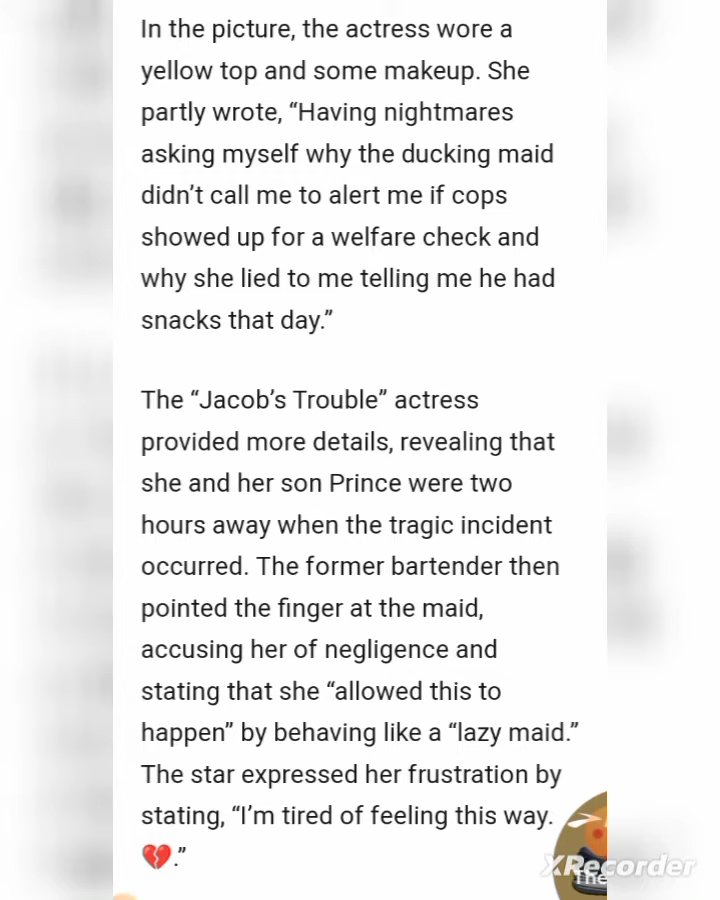 In the picture, the actress wore a
yellow top and some makeup. She
partly wrote, “Having nightmares
asking myself why the ducking maid
didn’t call me to alert me if cops
showed up for a welfare check and
why she lied to me telling me he had
snacks that day.”
The “Jacob’s Trouble” actress
provided more details, revealing that
she and her son Prince were two
hours away when the tragic incident
occurred. The former bartender then
pointed the finger at the maid,
accusing her of negligence and
stating that she “allowed this to
happen” by behaving like a “lazy maid.”
The star expressed her frustration by
stating, “I’m tired of feeling this way.
💔.”
XRecorder
The